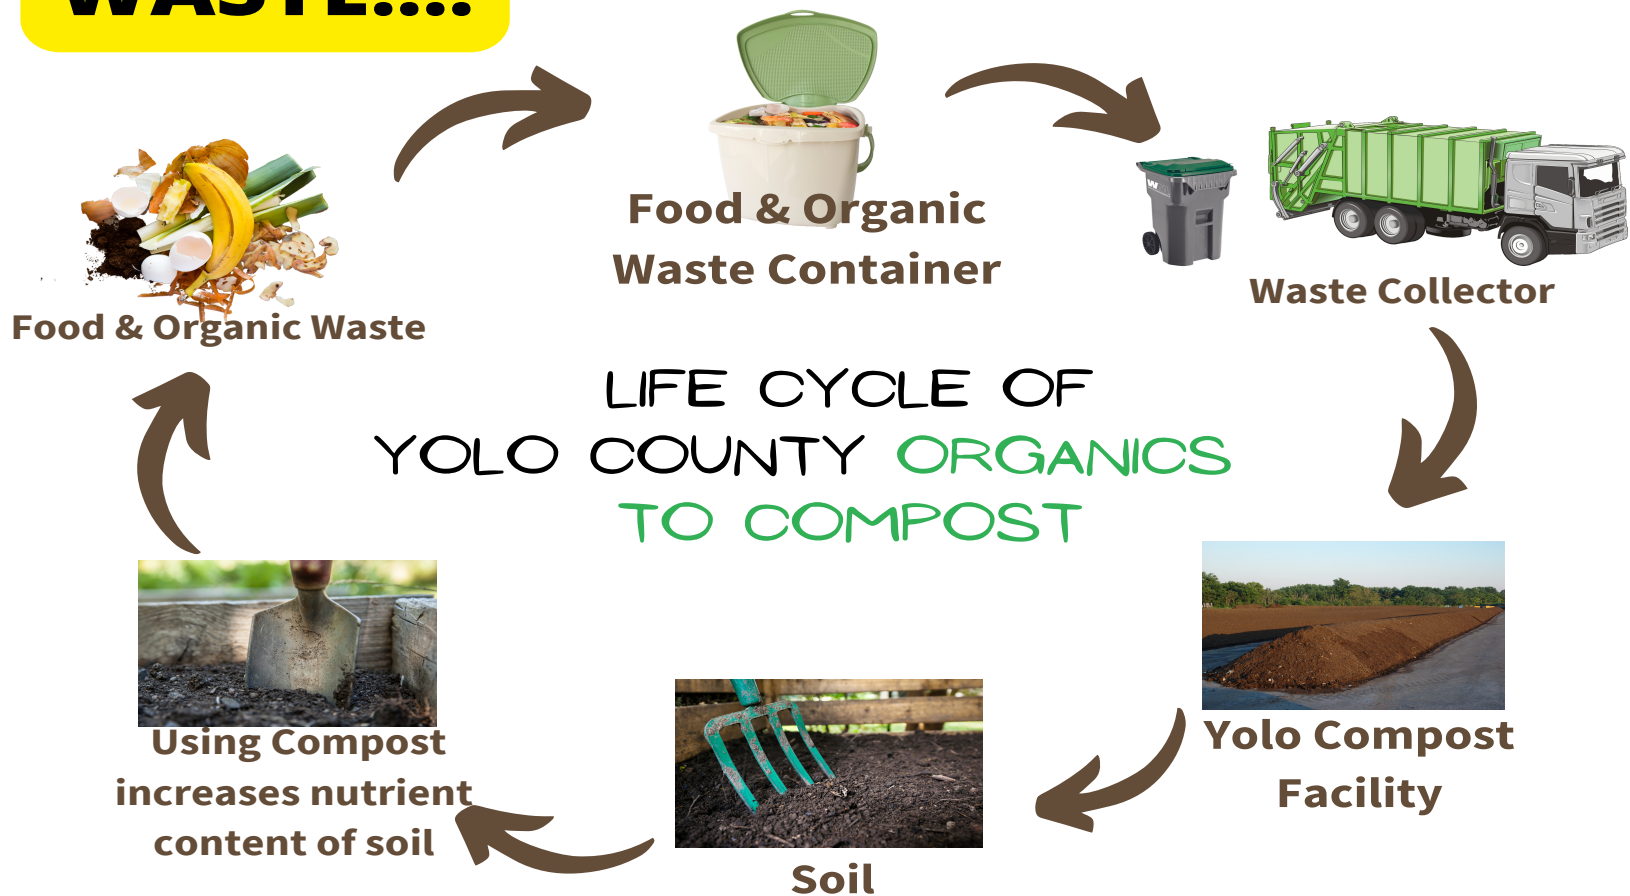 WASTE....
Food & Organic
Waste Container
Waste Collector
Food & Organic Waste
LIFE CYCLE OF
YOLO COUNTY ORGANICS
TO COMPOST
Yolo Compost
Facility
Using Compost
increases nutrient
content of soil
Soil